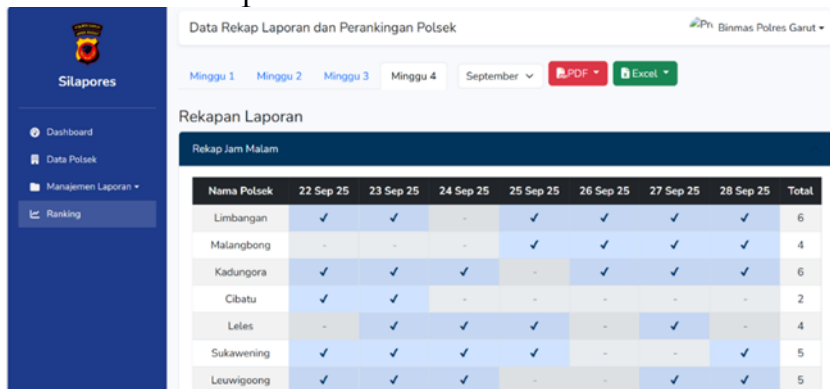 Data Rekap Laporan dan Perankingan Polsek
Binmas Polres Garut
Silapores
Dashboard
Data Polsek
Manajemen Laporan
Ranking
Minggu 1 Minggu 2 Minggu 3 Minggu 4 September PDF Excel
Rekapan Laporan
Rekap Jam Malam
Nama Polsek 22 Sep 25 23 Sep 25 24 Sep 25 25 Sep 25 26 Sep 25 27 Sep 25 28 Sep 25 Total
Limbangan ✓ ✓ - ✓ ✓ ✓ ✓ 6
Malangbong - - - ✓ ✓ ✓ ✓ 4
Kadungora ✓ ✓ ✓ - ✓ ✓ ✓ 6
Cibatu ✓ ✓ - - - - - 2
Leles - ✓ ✓ ✓ - ✓ - 4
Sukawening ✓ ✓ ✓ ✓ - - ✓ 5
Leuwigoong ✓ ✓ ✓ - - ✓ ✓ 5